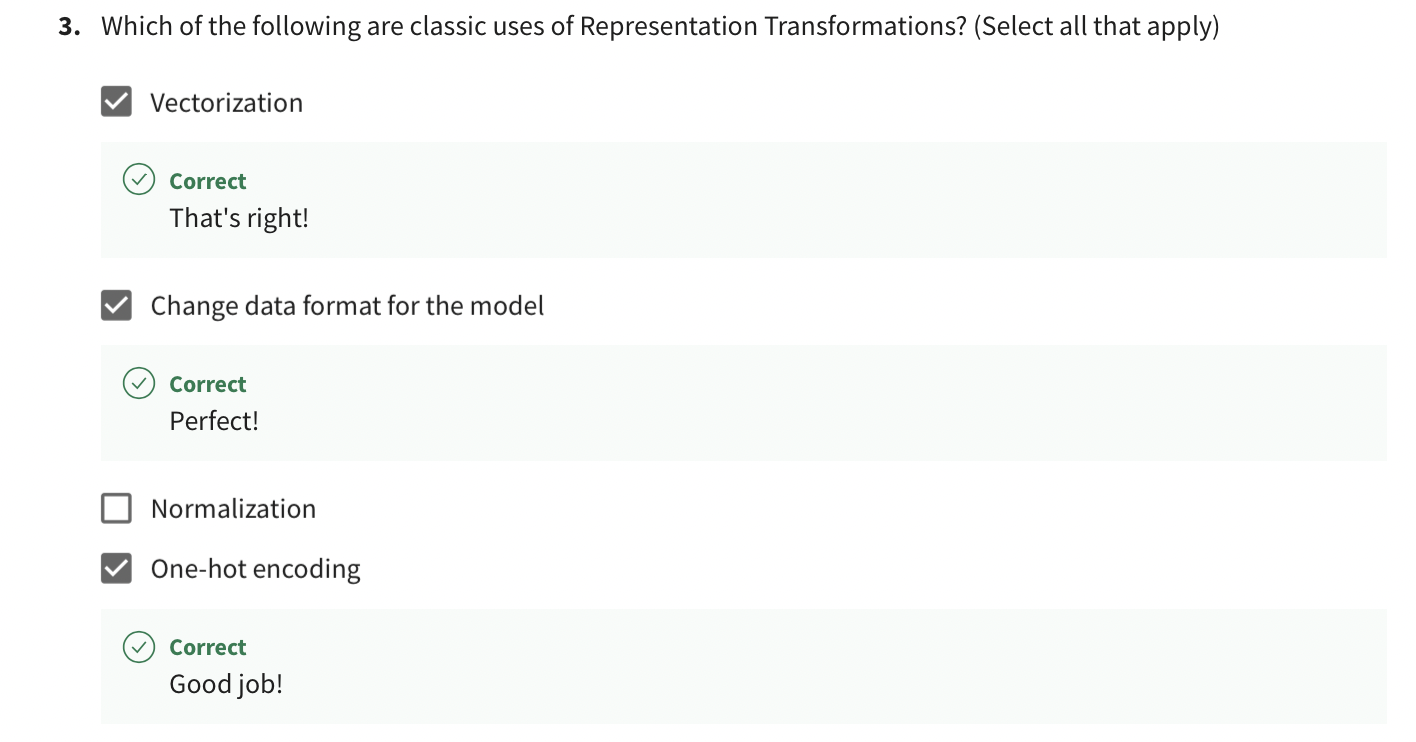 3. Which of the following are classic uses of Representation Transformations? (Select all that apply)
Vectorization
Correct
That's right!
Change data format for the model
Correct
Perfect!
Normalization
One-hot encoding
Correct
Good job!